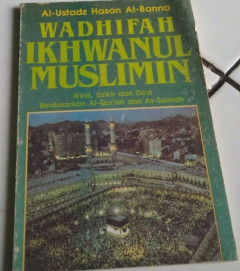 Al-Ustadz Hasan Al-Banna
WADHIFAH
IKHWANUL
MUSLIMIN
Wirid, Dzikir dan Do'a
Berdasarkan Al-Qur'an dan As-Sunnah